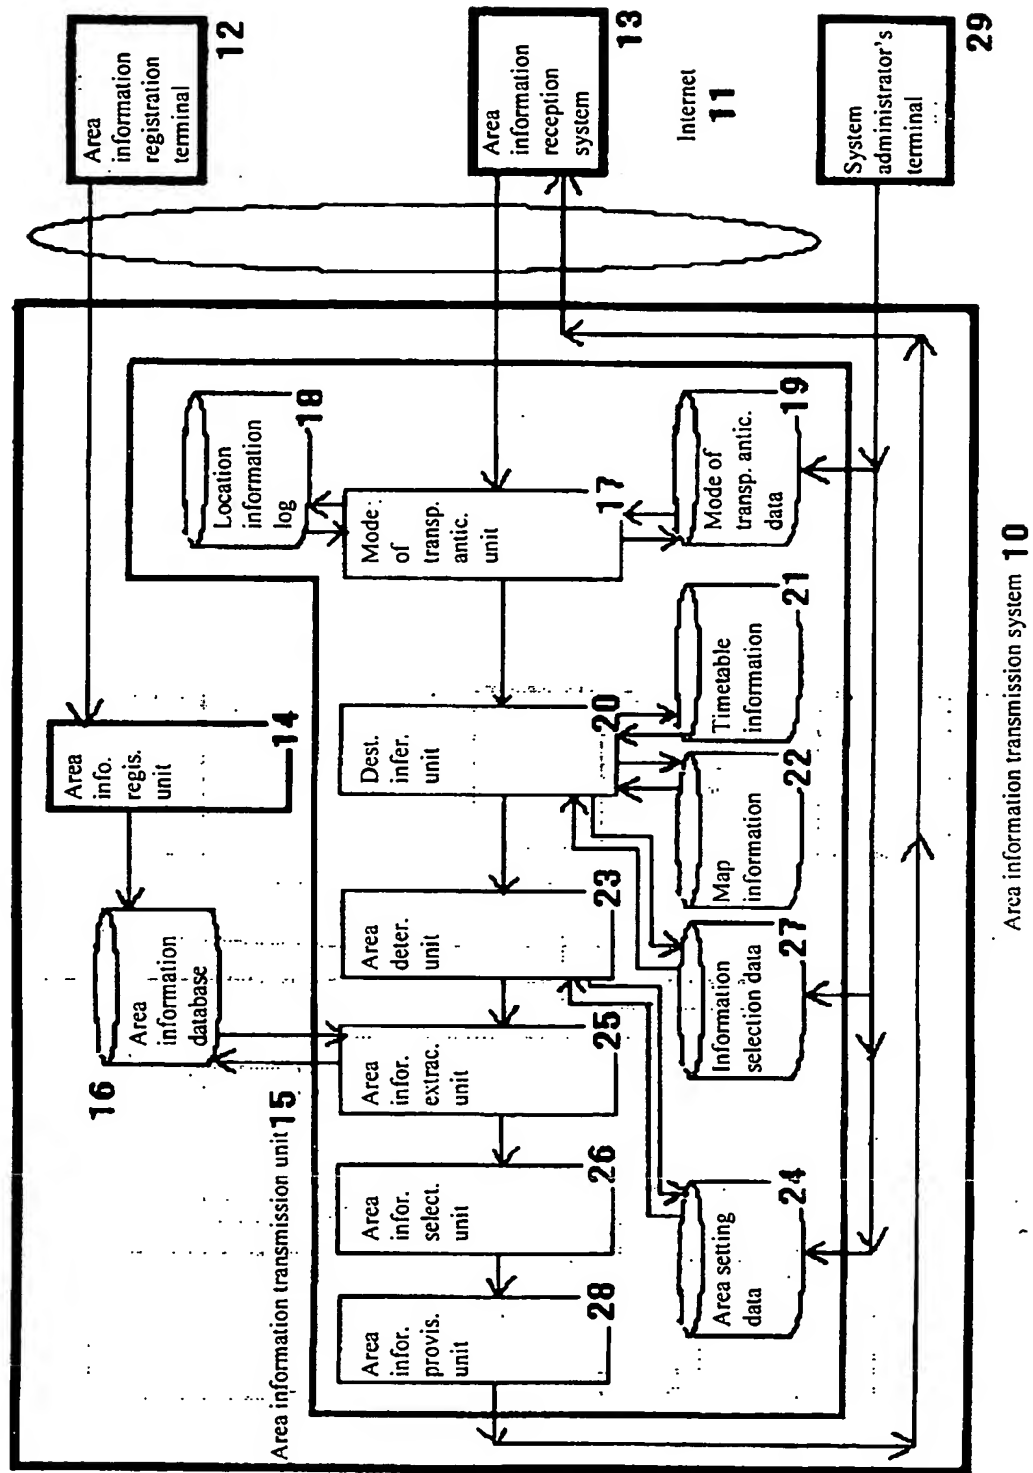 Area
information
registration
terminal
12
Area
information
reception
system
13
Internet
11
System
administrator's
terminal
29
Location
information
log
18
Mode
of
transp.
antic.
unit
17
Mode of
transp. antic.
data
19
Area
info.
regis.
unit
14
Dest.
infer.
unit
20
Timetable
information
21
Map
information
22
Area
information
database
16
Area
deter.
unit
23
Information
selection data
27
Area
infor.
extrac.
unit
25
Area
infor.
select.
unit
26
Area
infor.
provis.
unit
28
Area setting
data
24
Area information transmission unit 15
Area information transmission system 10